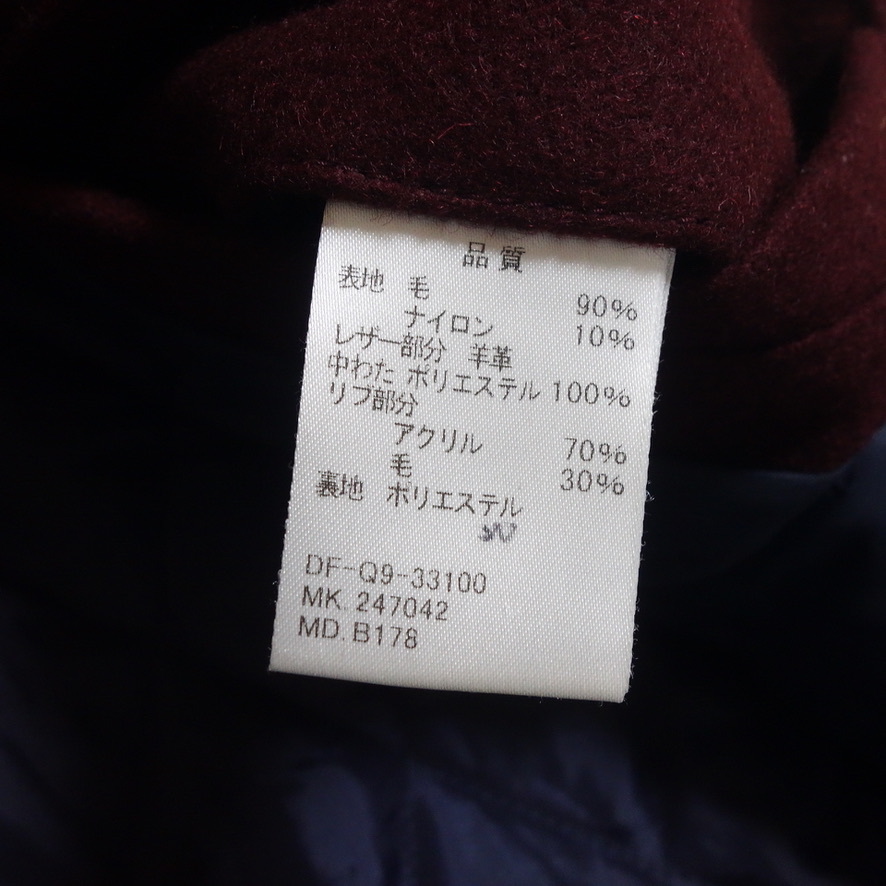 品質
表地 毛 90%
ナイロン 10%
レザー部分 羊革
中わた ポリエステル 100%
リブ部分
アクリル 70%
毛 30%
裏地 ポリエステル
DF-Q9-33100
MK. 247042
MD. B178